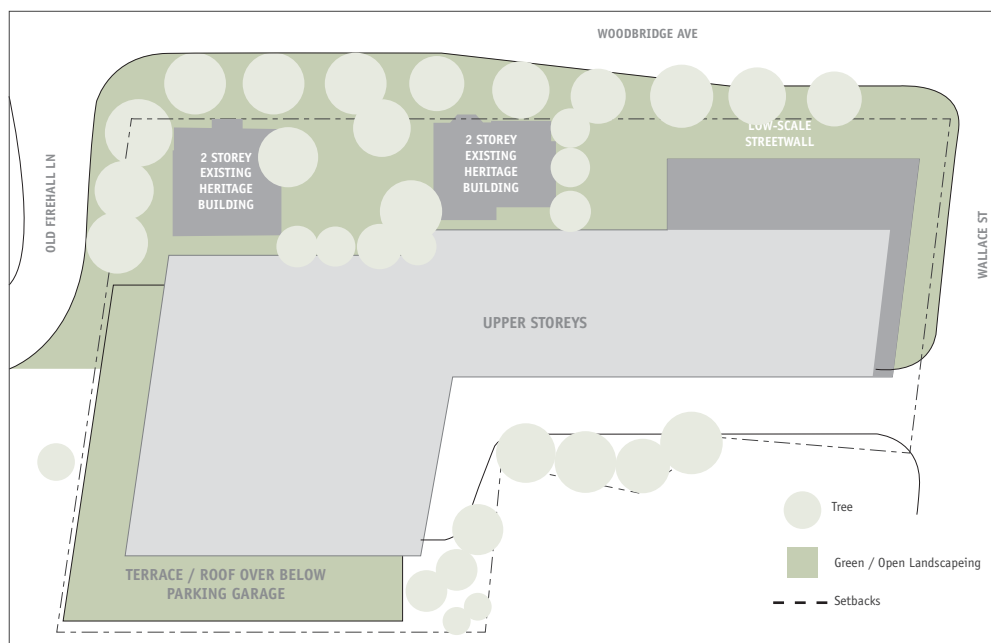 WOODBRIDGE AVE
LOW-SCALE
STREETWALL
2 STOREY
EXISTING
HERITAGE
BUILDING
2 STOREY
EXISTING
HERITAGE
BUILDING
OLD FIREHALL LN
WALLACE ST
UPPER STOREYS
TERRACE / ROOF OVER BELOW
PARKING GARAGE
Tree
Green / Open Landscapeing
Setbacks